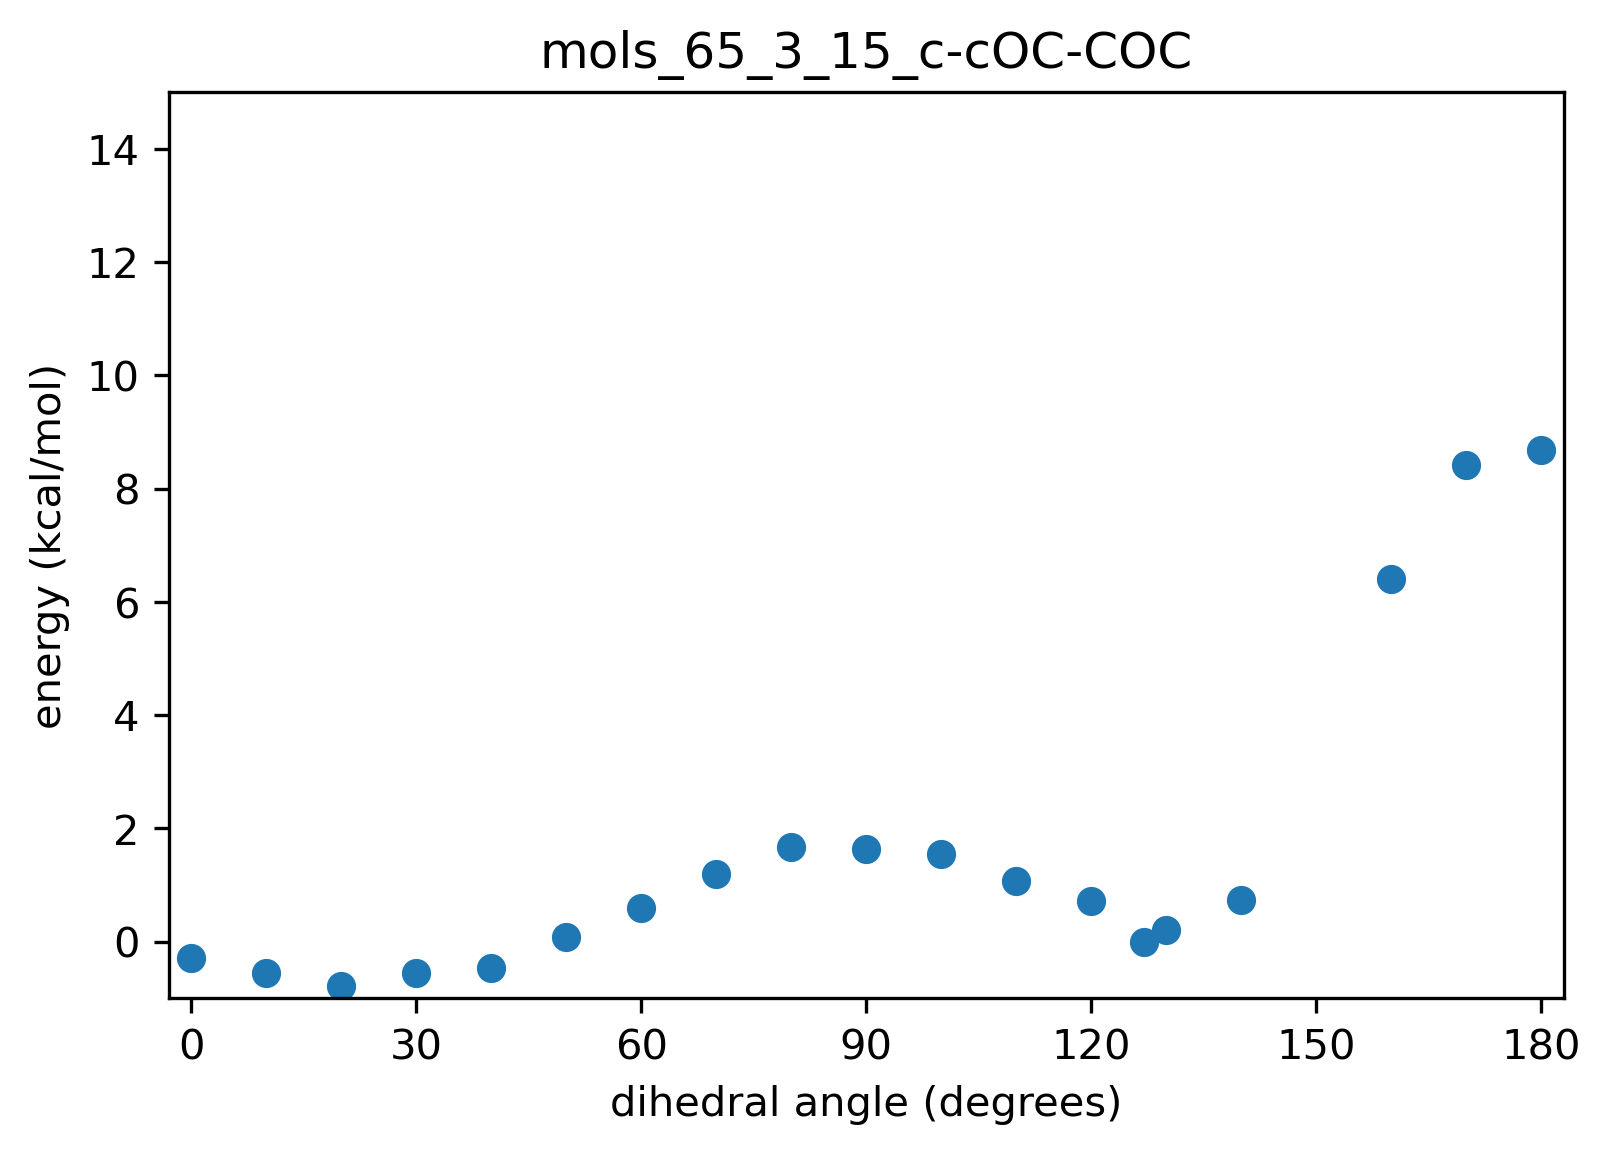 mols_65_3_15_c-cOC-COC
14
12
10
8
6
4
2
0
energy (kcal/mol)
0 30 60 90 120 150 180
dihedral angle (degrees)